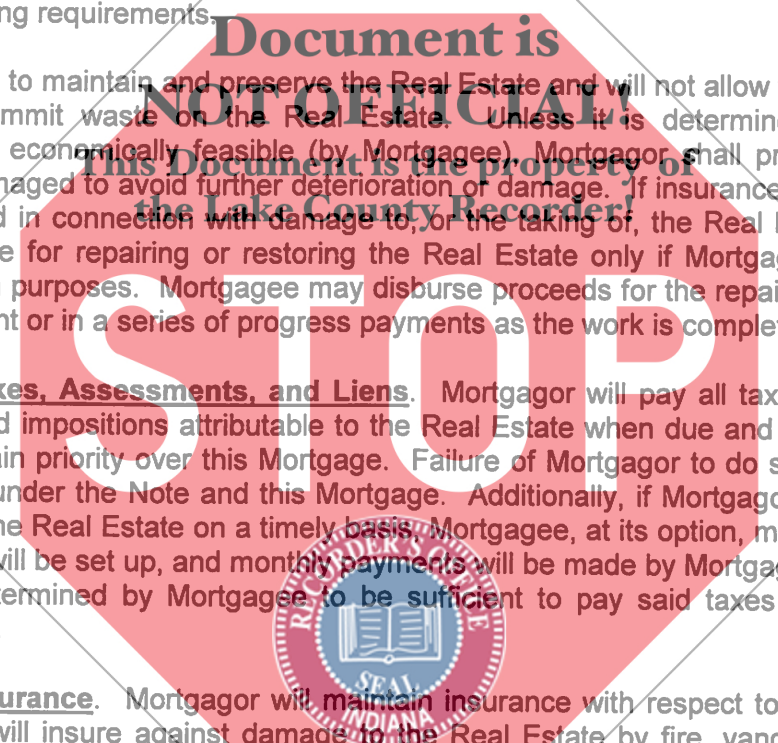 ng requirements.
Document is
to maintain and preserve the Real Estate and will not allow
NOT OFFICIAL!
mmit waste on the Real Estate. Unless it is determin
economically feasible (by Mortgagee), Mortgagor shall pr
This Document is the property of
maged to avoid further deterioration or damage. If insurance
the Lake County Recorder!
d in connection with damage to, or the taking of, the Real
e for repairing or restoring the Real Estate only if Mortga
purposes. Mortgagee may disburse proceeds for the repai
STOP
nt or in a series of progress payments as the work is complet
xes, Assessments, and Liens. Mortgagor will pay all tax
d impositions attributable to the Real Estate when due and
in priority over this Mortgage. Failure of Mortgagor to do s
under the Note and this Mortgage. Additionally, if Mortgago
ne Real Estate on a timely basis, Mortgagee, at its option, m
will be set up, and monthly payments will be made by Mortga
termined by Mortgagee to be sufficient to pay said taxes
RECORDER'S OFFICE
SEAL
INDIANA
urance. Mortgagor will maintain insurance with respect to
will insure against damage to the Real Estate by fire, vand